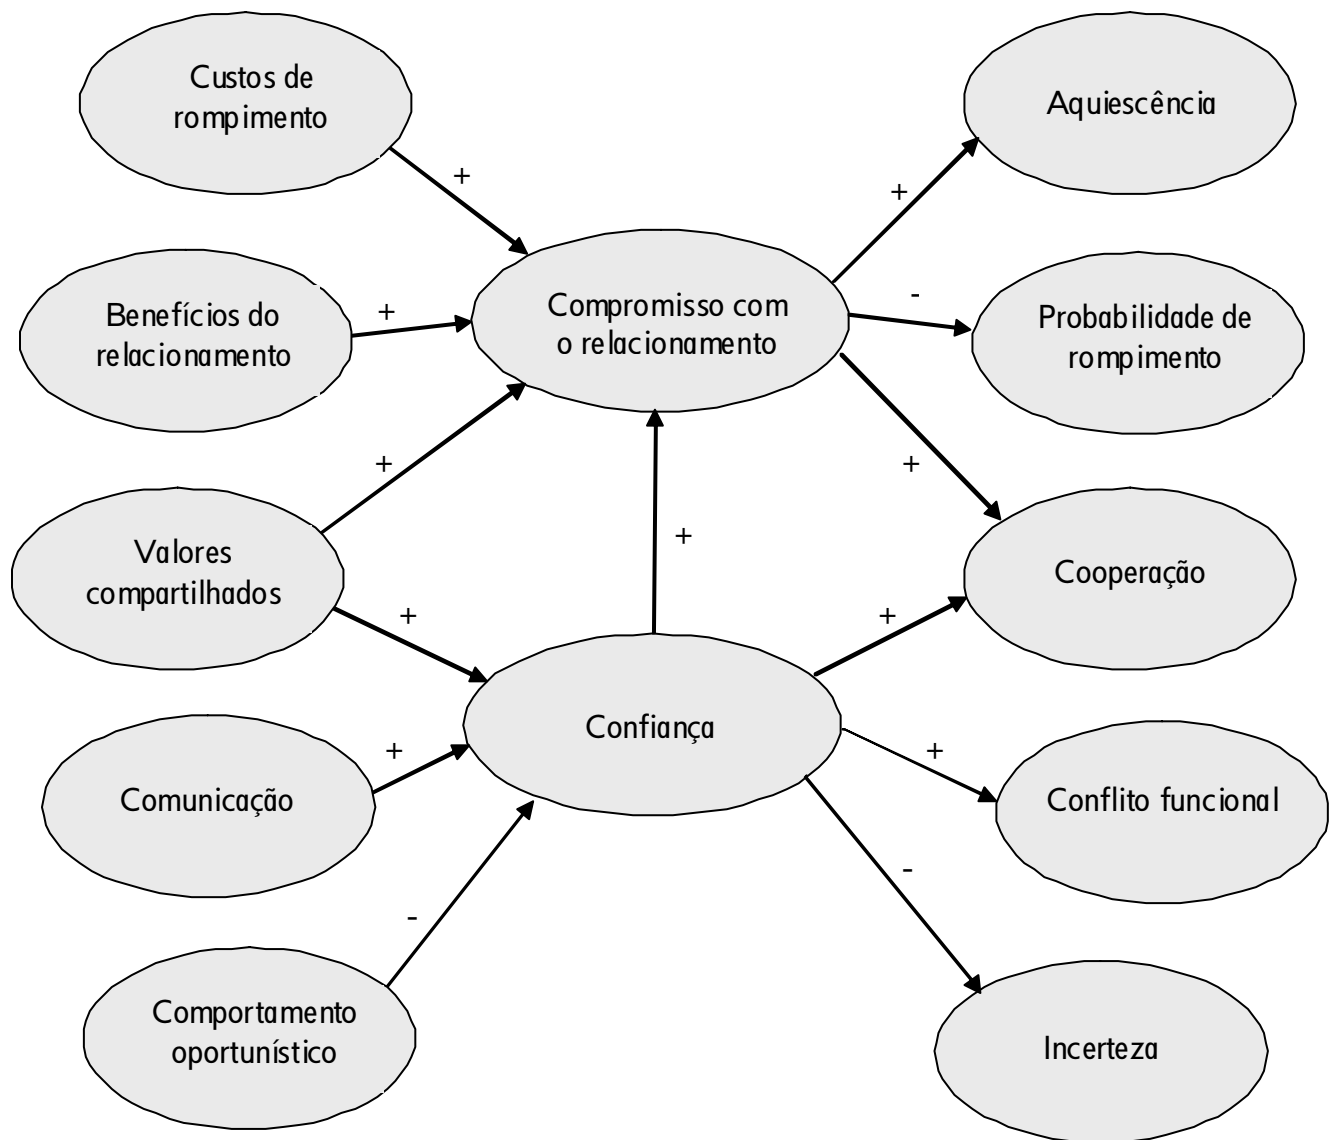 Custos de
rompimento
Aquiescência
+
+
Benefícios do
relacionamento
+
Compromisso com
o relacionamento
-
Probabilidade de
rompimento
+
+
Valores
compartilhados
+
Cooperação
+
+
Confiança
Comunicação
+
+
Conflito funcional
-
-
Comportamento
oportunístico
Incerteza